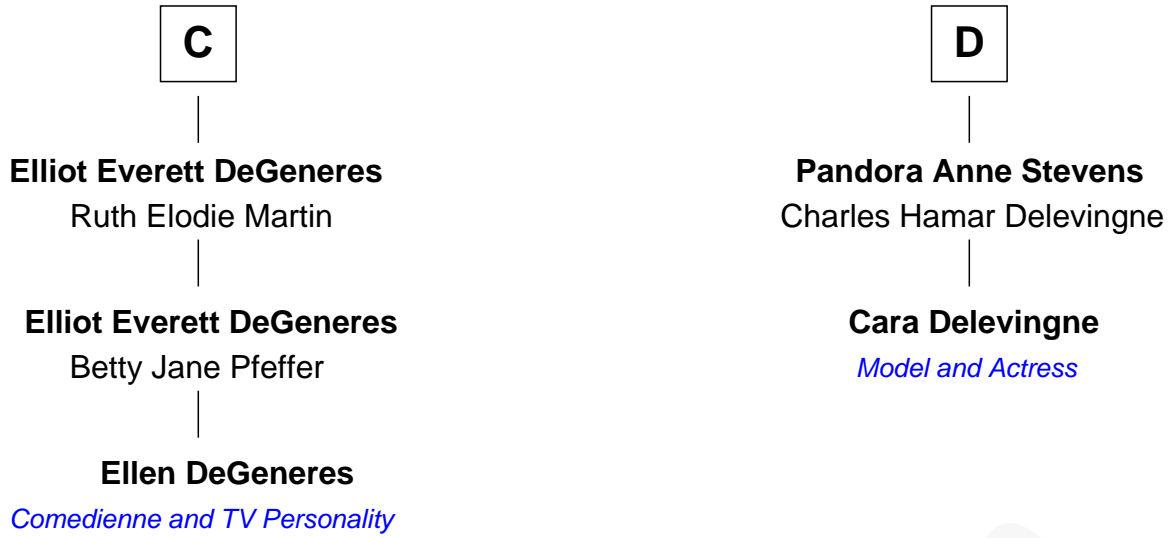 C
Elliot Everett DeGeneres
Ruth Elodie Martin
Elliot Everett DeGeneres
Betty Jane Pfeffer
Ellen DeGeneres
Comedienne and TV Personality
D
Pandora Anne Stevens
Charles Hamar Delevingne
Cara Delevingne
Model and Actress